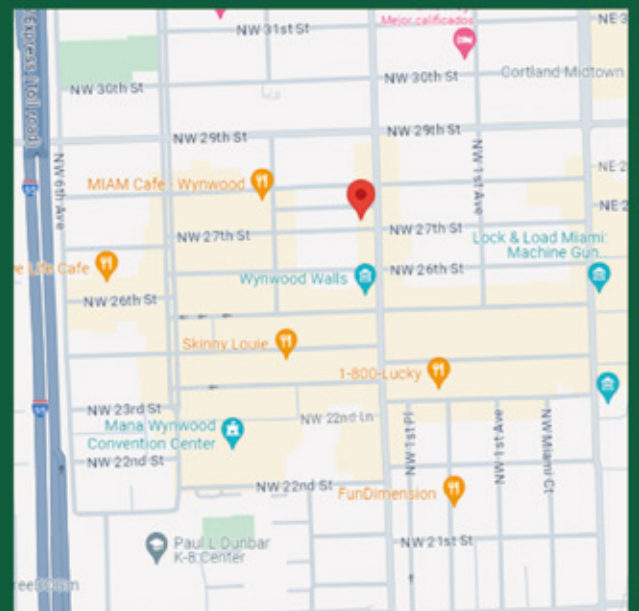 Mejor calificados
NE 3
NW 31st St
Express (toll road)
NW 30th St
Cortland Midtown
NW 30th St
NW 29th St
NW 29th St
NW 6th Ave
NW 1st Ave
NE 2
MIAM Cafe - Wynwood
NE 2
NW 27th St
NW 27th St
Lock & Load Miami:
Machine Gun...
e Life Cafe
Wynwood Walls
NW 26th St
NW 26th St
Skinny Louie
1-800-Lucky
95
NW 23rd St
NW 22nd Ln
Mana Wynwood
Convention Center
NW 1st Pl
NW 1st Ave
NW Miami Ct
NW 22nd St
NW 22nd St
FunDimension
Paul L Dunbar
K-8 Center
NW 21st St